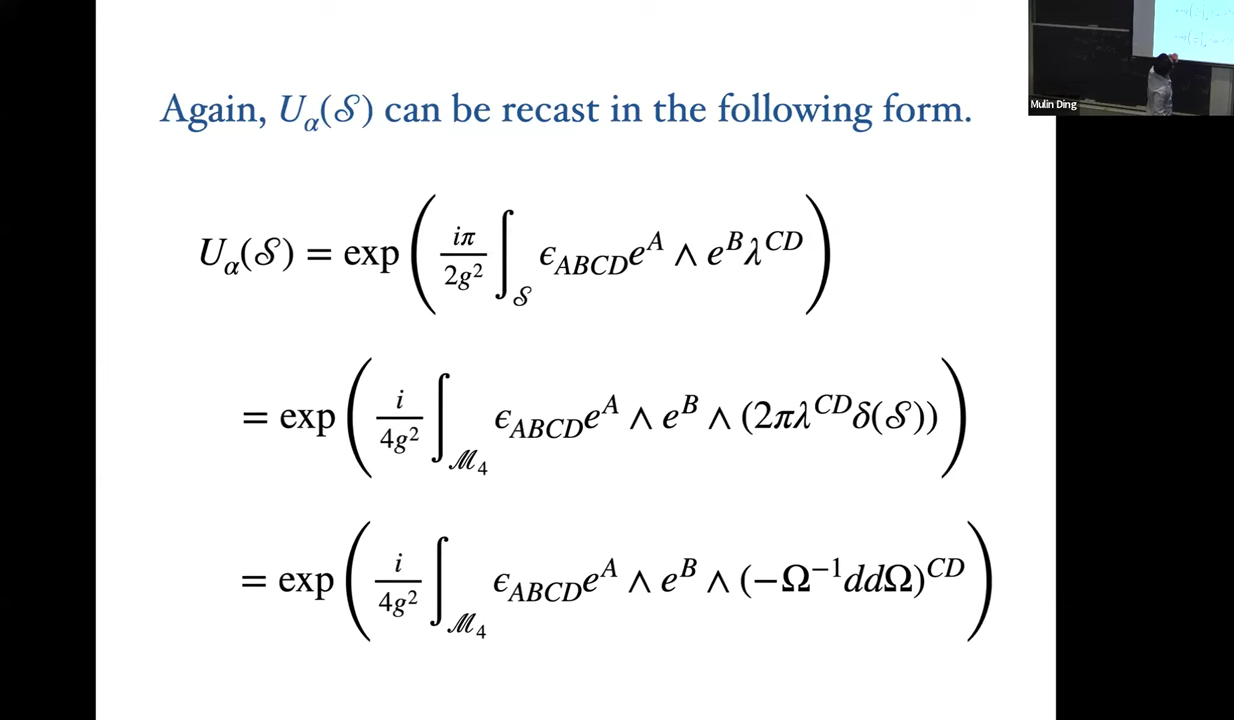 Again, U_α(𝒮) can be recast in the following form.
U_α(𝒮) = exp ( iπ/2g² ∫_𝒮 ϵ_ABCD e^A ∧ e^B λ^CD )
= exp ( i/4g² ∫_ℳ₄ ϵ_ABCD e^A ∧ e^B ∧ (2πλ^CD δ(𝒮)) )
= exp ( i/4g² ∫_ℳ₄ ϵ_ABCD e^A ∧ e^B ∧ (−Ω⁻¹ddΩ)^CD )
Mulin Ding